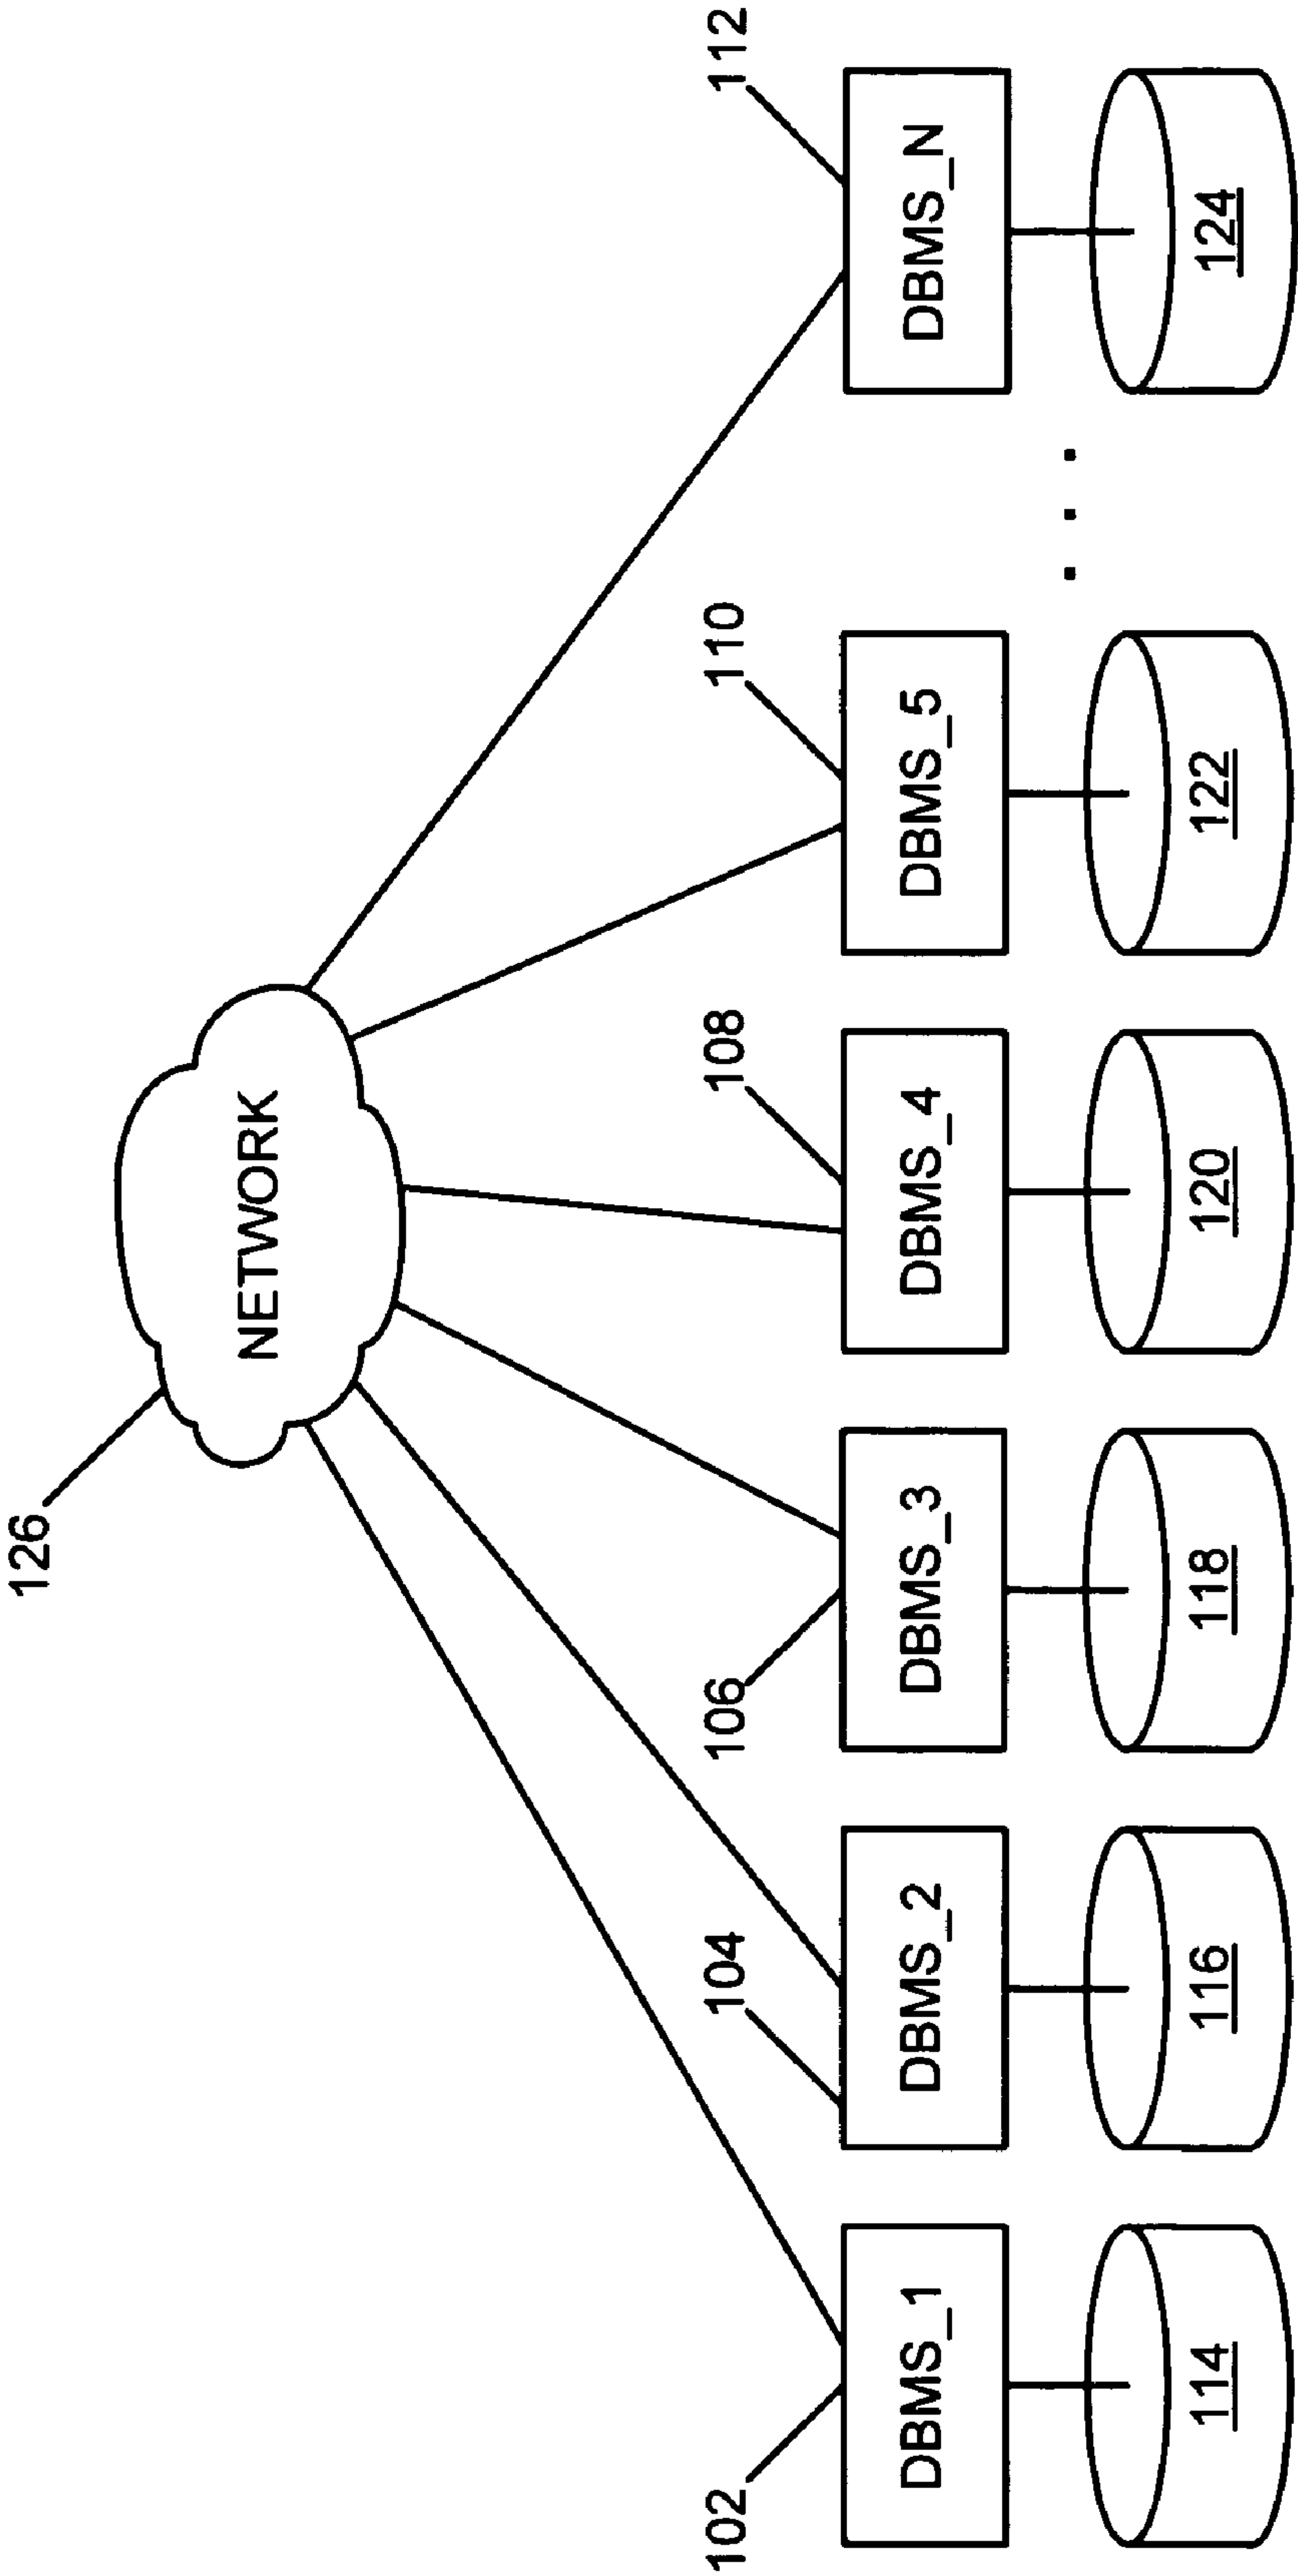 126
NETWORK
102
104
106
108
110
112
DBMS_1
DBMS_2
DBMS_3
DBMS_4
DBMS_5
. . .
DBMS_N
114
116
118
120
122
124